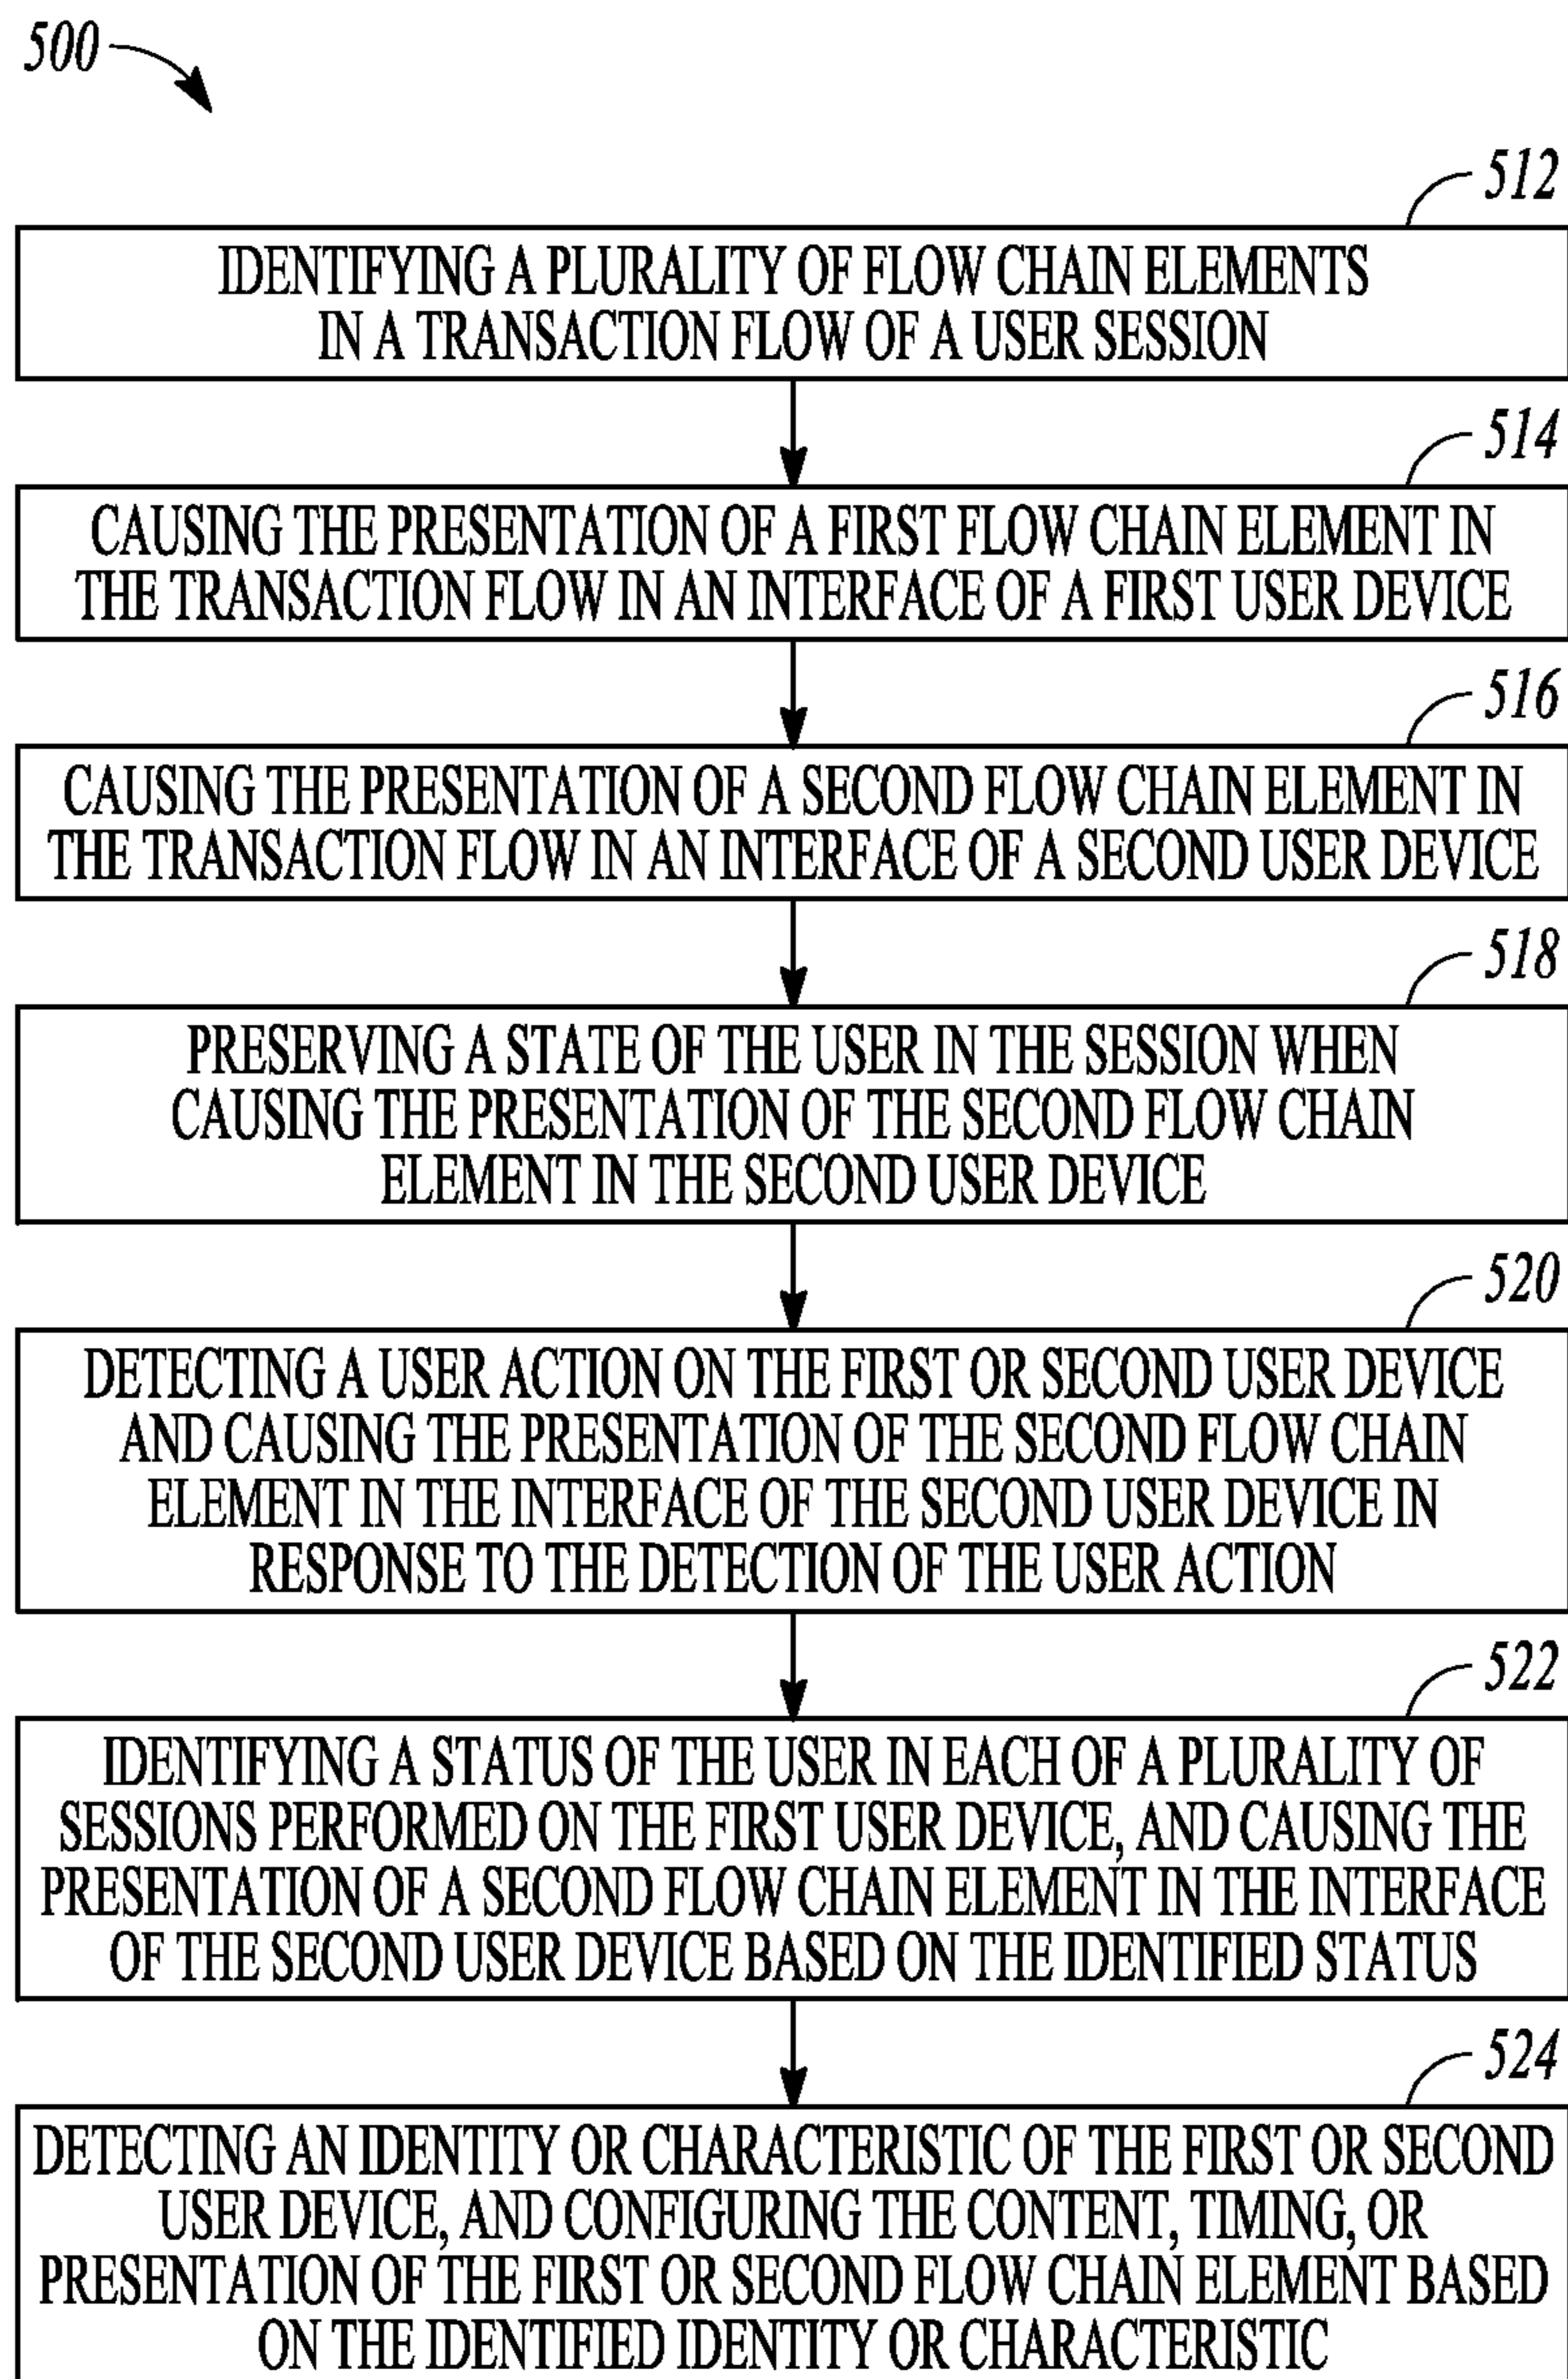 500
512
IDENTIFYING A PLURALITY OF FLOW CHAIN ELEMENTS
IN A TRANSACTION FLOW OF A USER SESSION
514
CAUSING THE PRESENTATION OF A FIRST FLOW CHAIN ELEMENT IN
THE TRANSACTION FLOW IN AN INTERFACE OF A FIRST USER DEVICE
516
CAUSING THE PRESENTATION OF A SECOND FLOW CHAIN ELEMENT IN
THE TRANSACTION FLOW IN AN INTERFACE OF A SECOND USER DEVICE
518
PRESERVING A STATE OF THE USER IN THE SESSION WHEN
CAUSING THE PRESENTATION OF THE SECOND FLOW CHAIN
ELEMENT IN THE SECOND USER DEVICE
520
DETECTING A USER ACTION ON THE FIRST OR SECOND USER DEVICE
AND CAUSING THE PRESENTATION OF THE SECOND FLOW CHAIN
ELEMENT IN THE INTERFACE OF THE SECOND USER DEVICE IN
RESPONSE TO THE DETECTION OF THE USER ACTION
522
IDENTIFYING A STATUS OF THE USER IN EACH OF A PLURALITY OF
SESSIONS PERFORMED ON THE FIRST USER DEVICE, AND CAUSING THE
PRESENTATION OF A SECOND FLOW CHAIN ELEMENT IN THE INTERFACE
OF THE SECOND USER DEVICE BASED ON THE IDENTIFIED STATUS
524
DETECTING AN IDENTITY OR CHARACTERISTIC OF THE FIRST OR SECOND
USER DEVICE, AND CONFIGURING THE CONTENT, TIMING, OR
PRESENTATION OF THE FIRST OR SECOND FLOW CHAIN ELEMENT BASED
ON THE IDENTIFIED IDENTITY OR CHARACTERISTIC